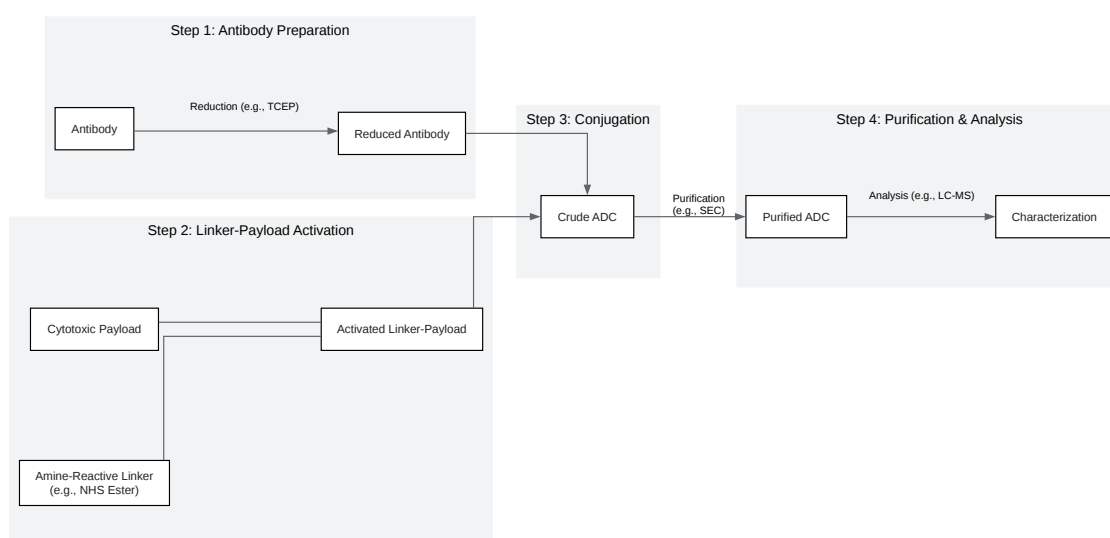 Step 1: Antibody Preparation
Antibody
Reduction (e.g., TCEP)
Reduced Antibody
Step 2: Linker-Payload Activation
Cytotoxic Payload
Activated Linker-Payload
Amine-Reactive Linker
(e.g., NHS Ester)
Step 3: Conjugation
Crude ADC
Purification
(e.g., SEC)
Step 4: Purification & Analysis
Purified ADC
Analysis (e.g., LC-MS)
Characterization